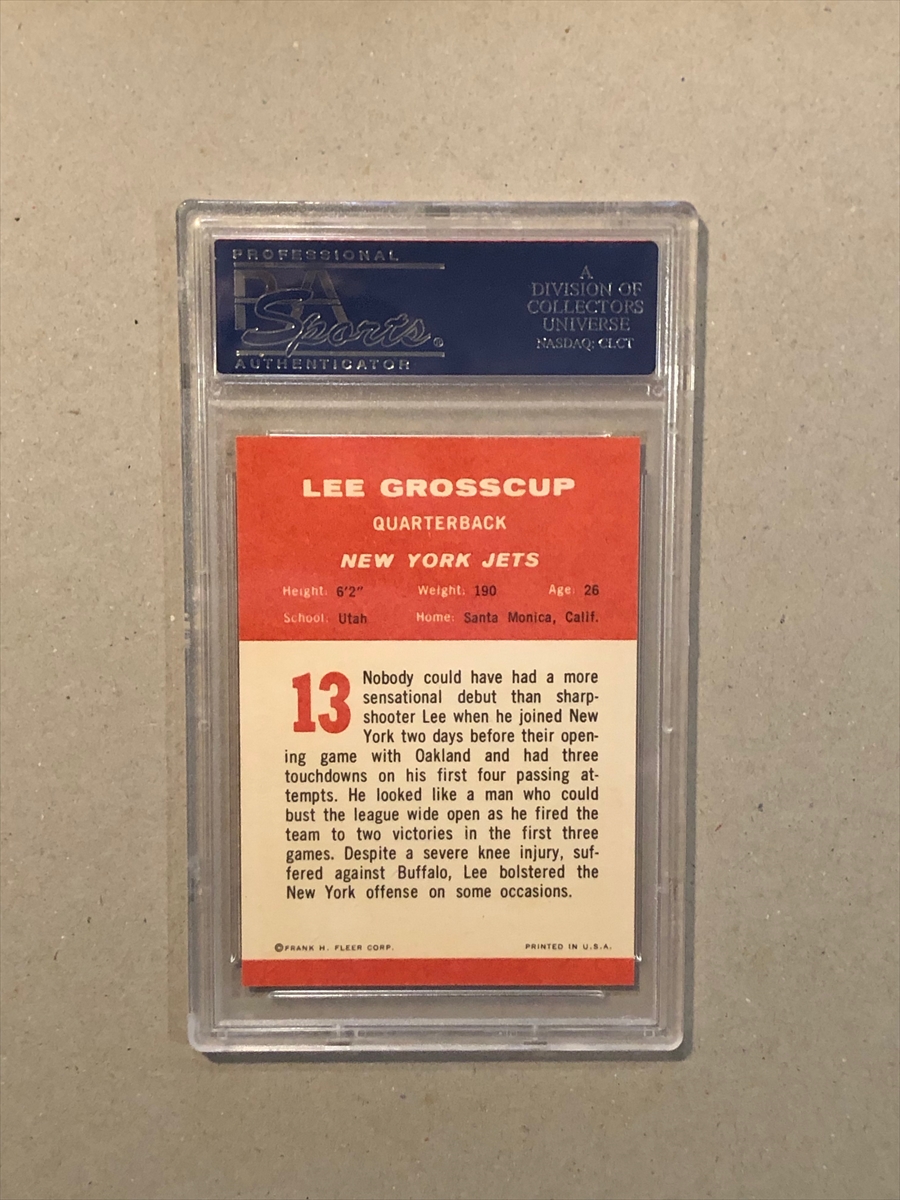 PROFESSIONAL
PSA
Sports.
AUTHENTICATOR
A
DIVISION OF
COLLECTORS
UNIVERSE
NASDAQ: CLCT
LEE GROSSCUP
QUARTERBACK
NEW YORK JETS
Height: 6'2" Weight: 190 Age: 26
School: Utah Home: Santa Monica, Calif.
13
Nobody could have had a more
sensational debut than sharp-
shooter Lee when he joined New
York two days before their open-
ing game with Oakland and had three
touchdowns on his first four passing at-
tempts. He looked like a man who could
bust the league wide open as he fired the
team to two victories in the first three
games. Despite a severe knee injury, suf-
fered against Buffalo, Lee bolstered the
New York offense on some occasions.
©FRANK H. FLEER CORP. PRINTED IN U.S.A.